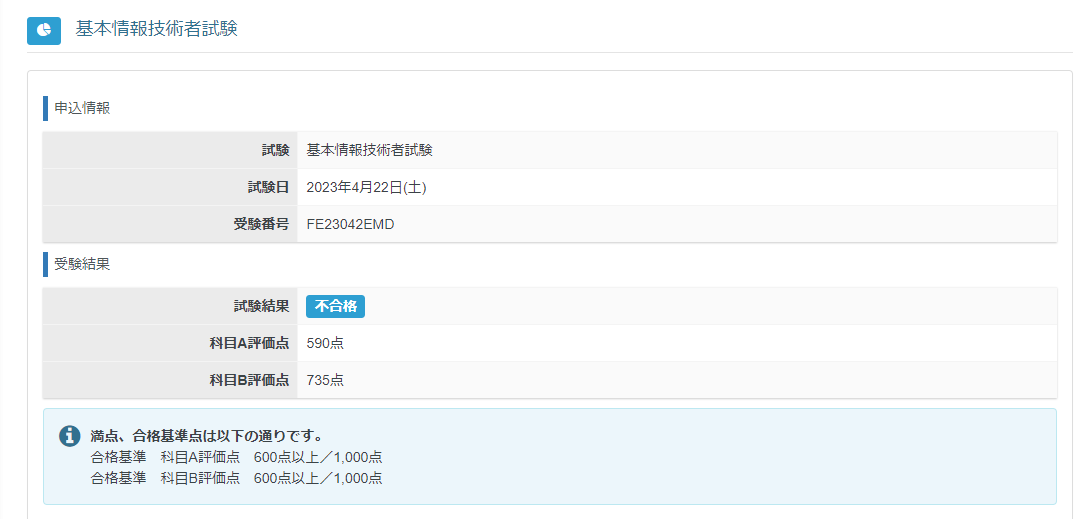 基本情報技術者試験
申込情報
試験 基本情報技術者試験
試験日 2023年4月22日(土)
受験番号 FE23042EMD
受験結果
試験結果 不合格
科目A評価点 590点
科目B評価点 735点
満点、合格基準点は以下の通りです。
合格基準　科目A評価点　600点以上／1,000点
合格基準　科目B評価点　600点以上／1,000点